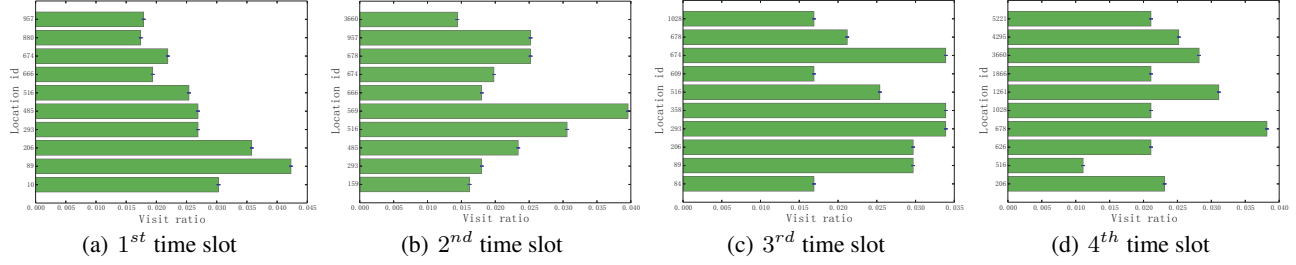 957
880
674
666
516
485
293
206
89
10
Location id
0.000 0.005 0.010 0.015 0.020 0.025 0.030 0.035 0.040 0.045
Visit ratio
(a) 1st time slot
3660
957
678
674
666
569
516
485
293
159
Location id
0.000 0.005 0.010 0.015 0.020 0.025 0.030 0.035 0.040
Visit ratio
(b) 2nd time slot
1028
678
674
609
516
358
293
206
89
84
Location id
0.000 0.005 0.010 0.015 0.020 0.025 0.030 0.035
Visit ratio
(c) 3rd time slot
5221
4295
3660
1866
1261
1028
678
626
516
206
Location id
0.000 0.005 0.010 0.015 0.020 0.025 0.030 0.035 0.040
Visit ratio
(d) 4th time slot